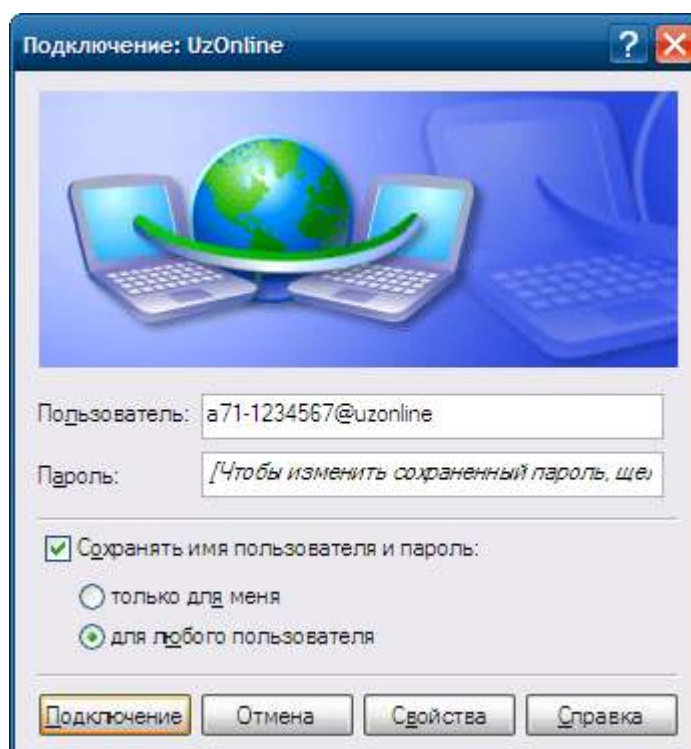 Подключение: UzOnline
Пользователь: a71-1234567@uzonline
Пароль: [Чтобы изменить сохраненный пароль, ще
Сохранять имя пользователя и пароль:
только для меня
для любого пользователя
Подключение Отмена Свойства Справка